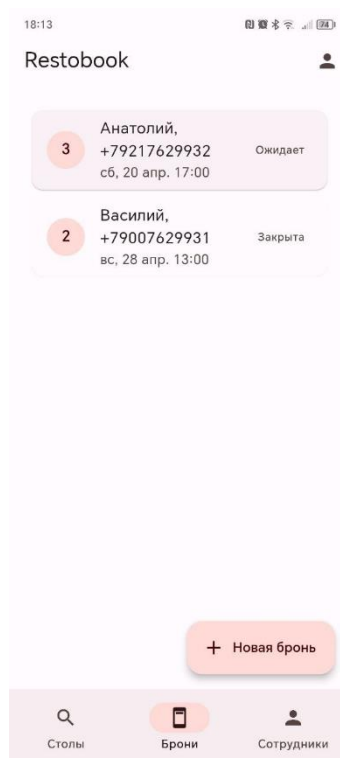 18:13
74
Restobook
3
Анатолий,
+79217629932
сб, 20 апр. 17:00
Ожидает
2
Василий,
+79007629931
вс, 28 апр. 13:00
Закрыта
+ Новая бронь
Столы
Брони
Сотрудники